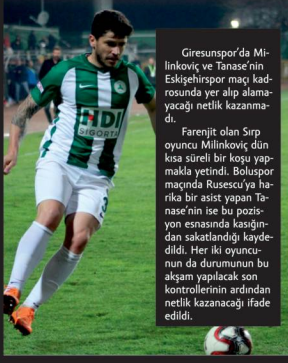 Giresunspor'da Mi-
linkoviç ve Tanase'nin
Eskişehirspor maçı kad-
rosunda yer alıp alama-
yacağı netlik kazanma-
dı.
Farenjit olan Sırp
oyuncu Milinkoviç dün
kısa süreli bir koşu yap-
makla yetindi. Boluspor
maçında Rusescu'ya ha-
rika bir asist yapan Ta-
nase'nin ise bu pozis-
yon esnasında kasığın-
dan sakatlandığı kayde-
dildi. Her iki oyuncu-
nun da durumunun bu
akşam yapılacak son
kontrollerinin ardından
netlik kazanacağı ifade
edildi.
HDI
SIGORTA